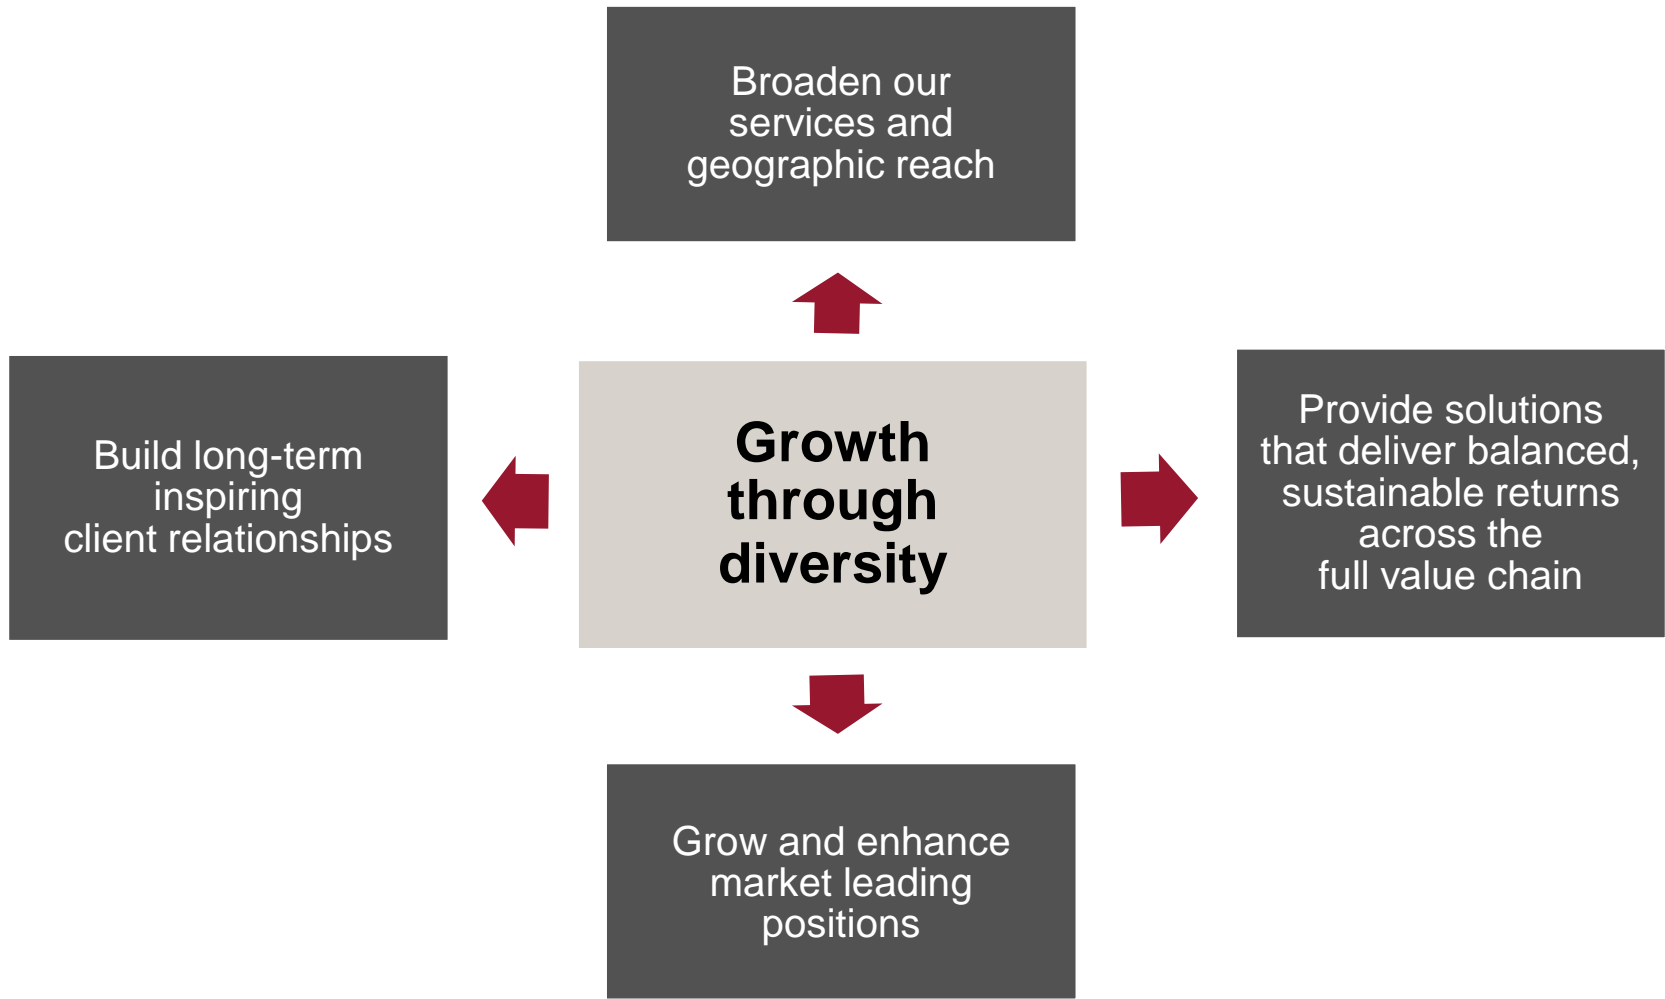 Broaden our
services and
geographic reach
Build long-term
inspiring
client relationships
Growth
through
diversity
Provide solutions
that deliver balanced,
sustainable returns
across the
full value chain
Grow and enhance
market leading
positions